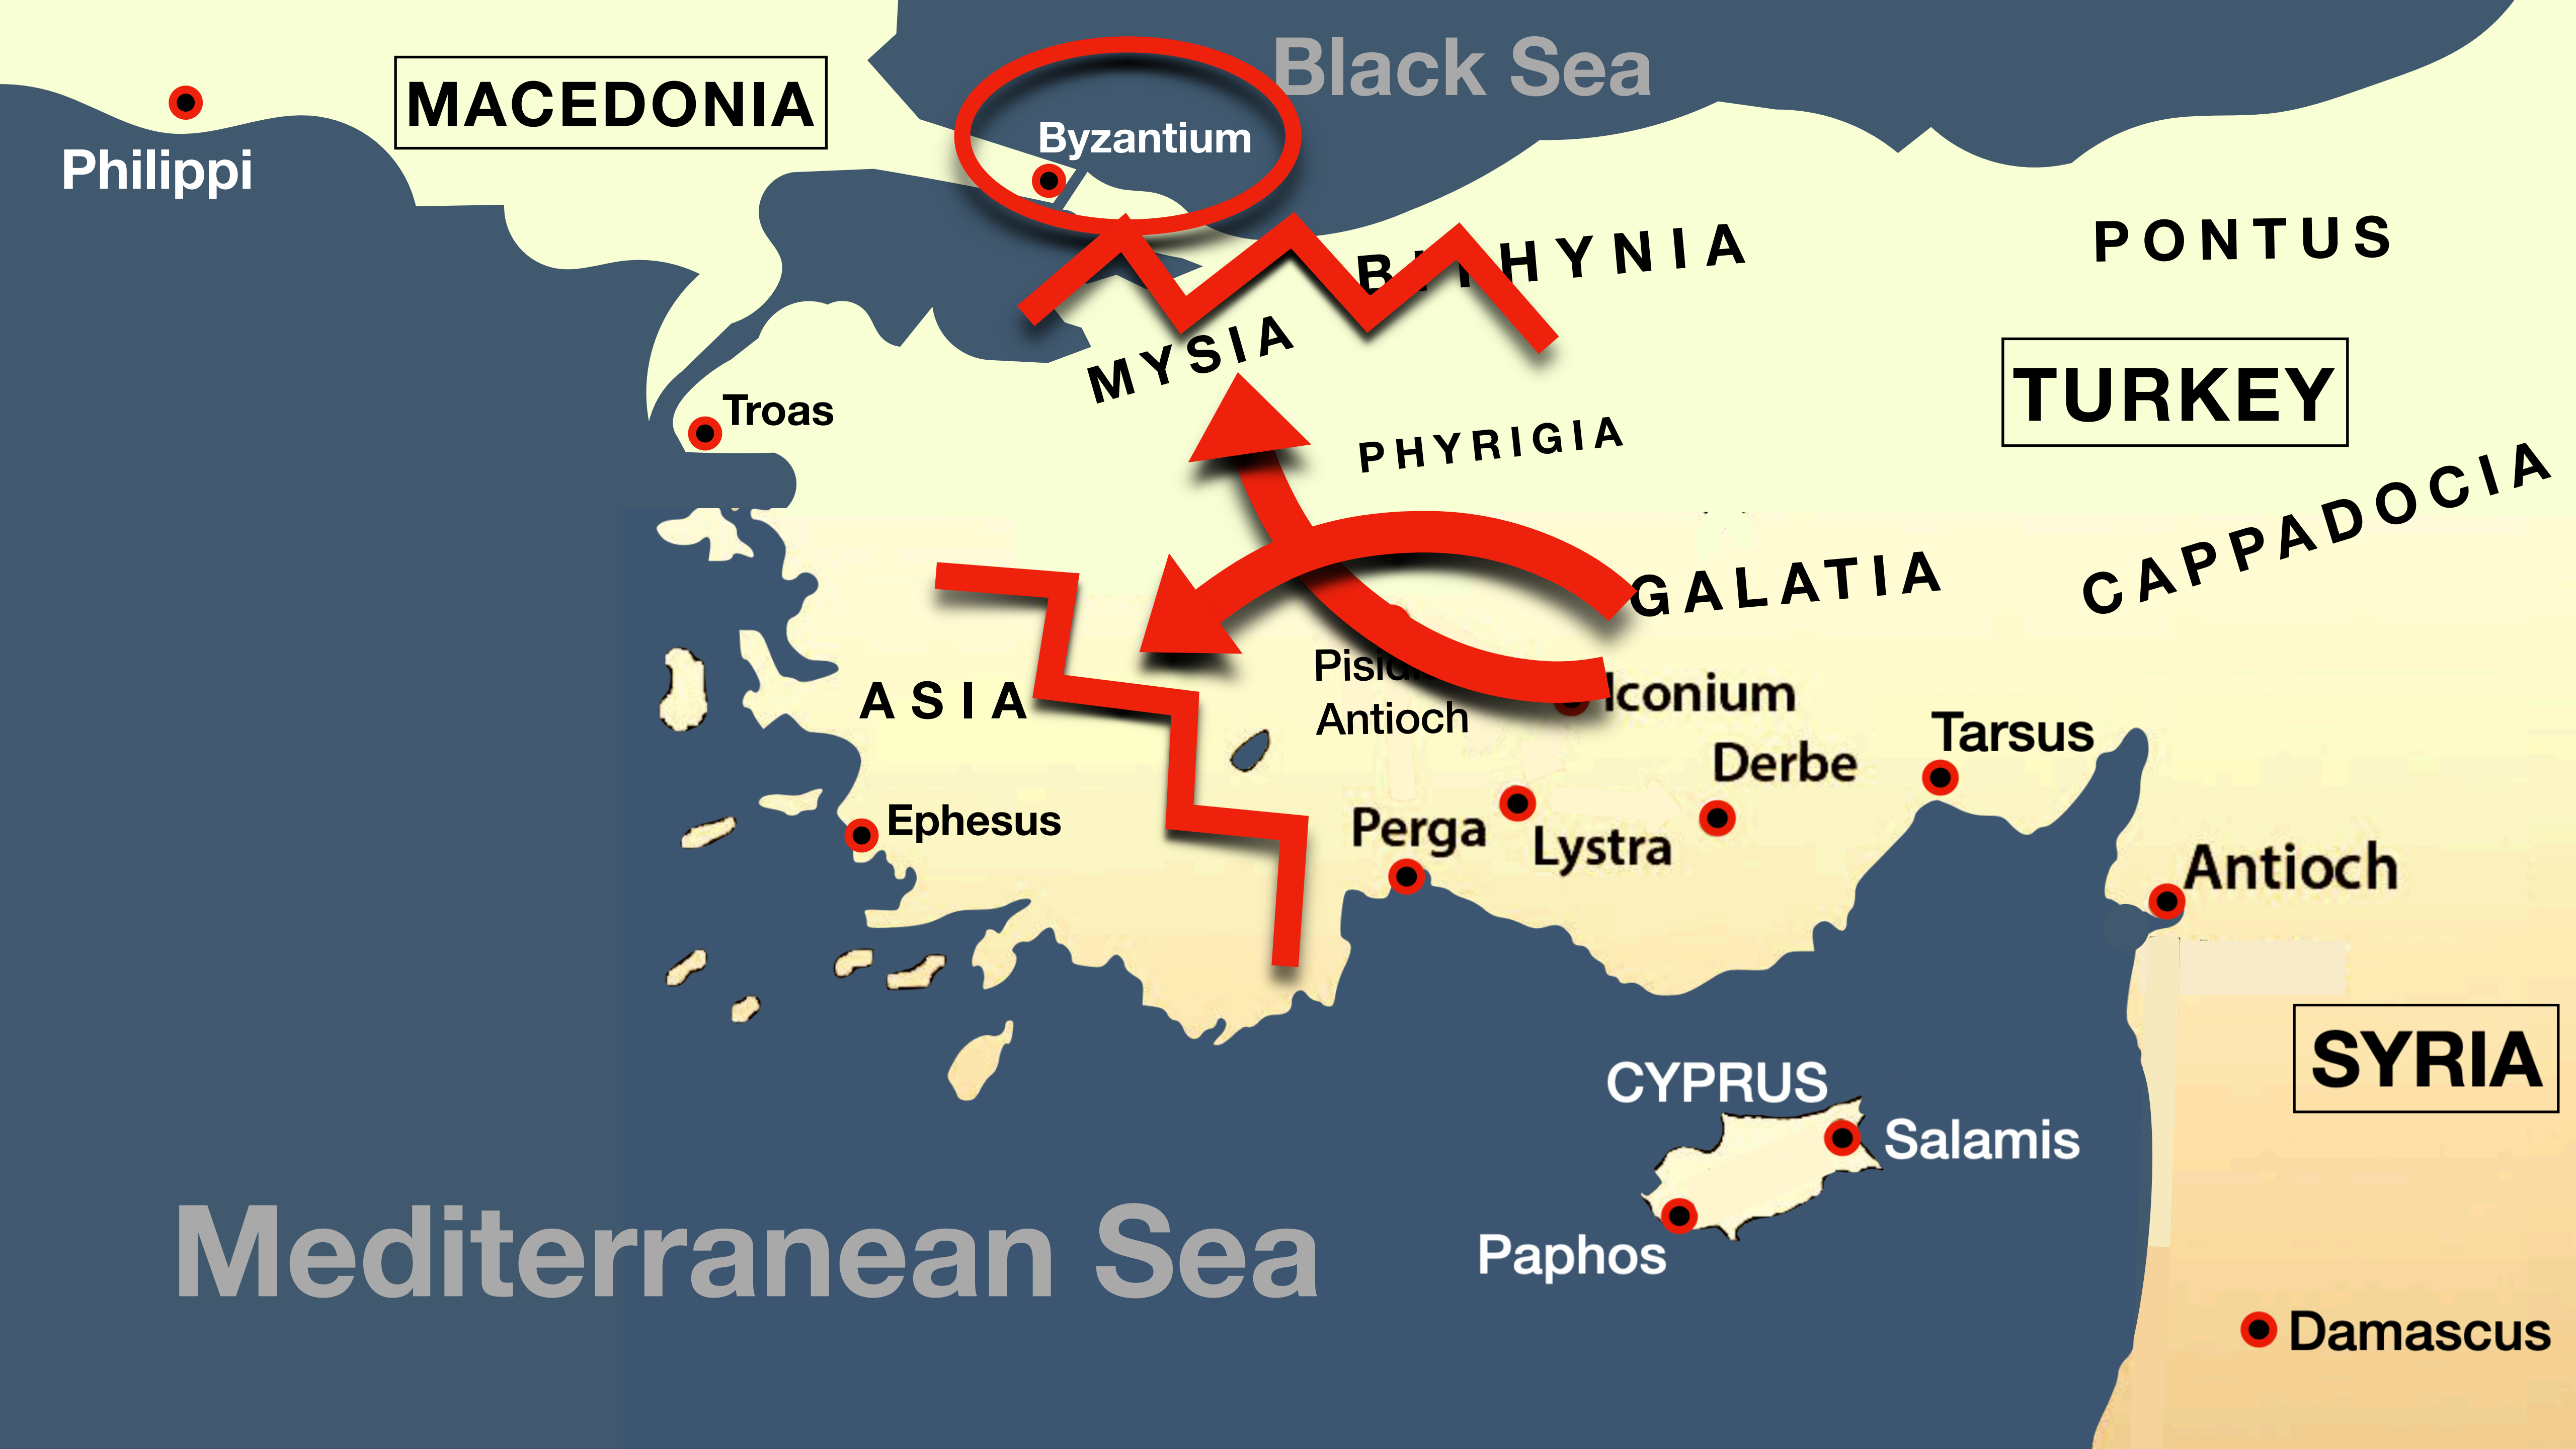 Black Sea
MACEDONIA
Byzantium
Philippi
BITHYNIA
PONTUS
MYSIA
TURKEY
Troas
PHYRIGIA
CAPPADOCIA
GALATIA
ASIA
Antioch
Iconium
Tarsus
Derbe
Ephesus
Perga
Lystra
Antioch
SYRIA
CYPRUS
Salamis
Mediterranean Sea
Paphos
Damascus